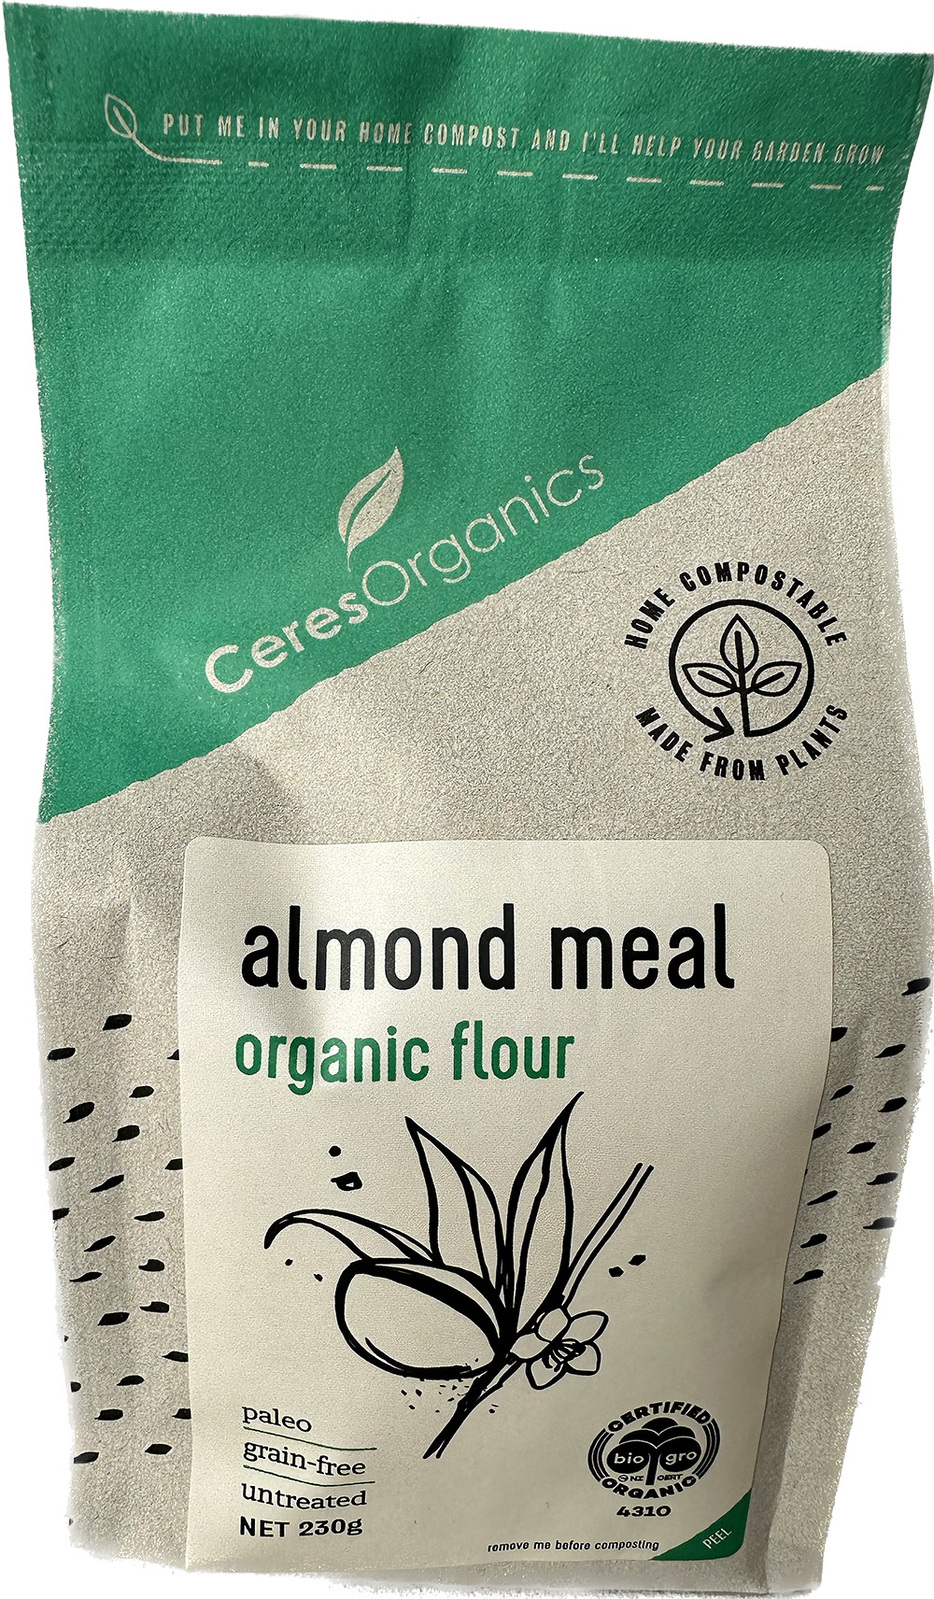 PUT ME IN YOUR HOME COMPOST AND I'LL HELP YOUR GARDEN GROW
CeresOrganics
HOME COMPOSTABLE
MADE FROM PLANTS
almond meal
organic flour
paleo
grain-free
untreated
NET 230g
CERTIFIED
bio gro
NZ CERT
ORGANIC
4310
remove me before composting
PEEL